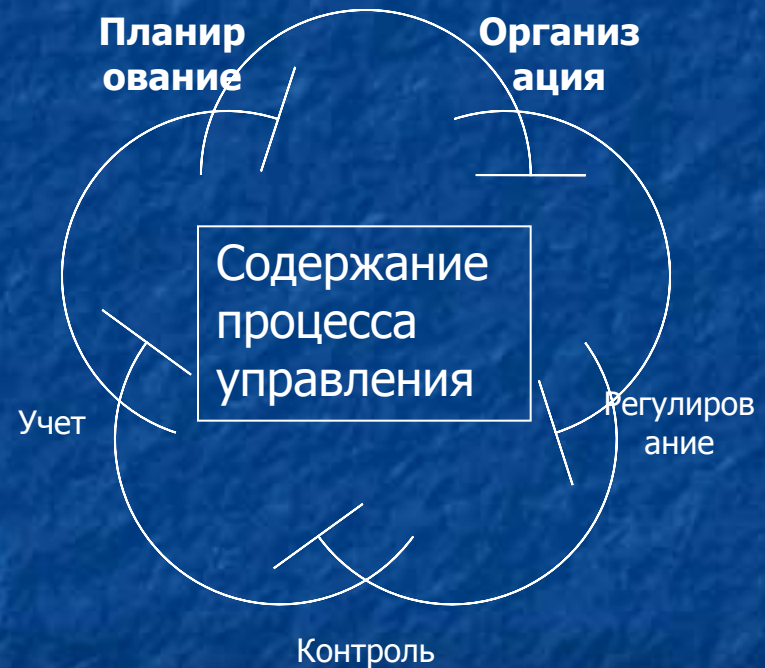 Планир
ование
Организ
ация
Содержание
процесса
управления
Учет
Регулиров
ание
Контроль